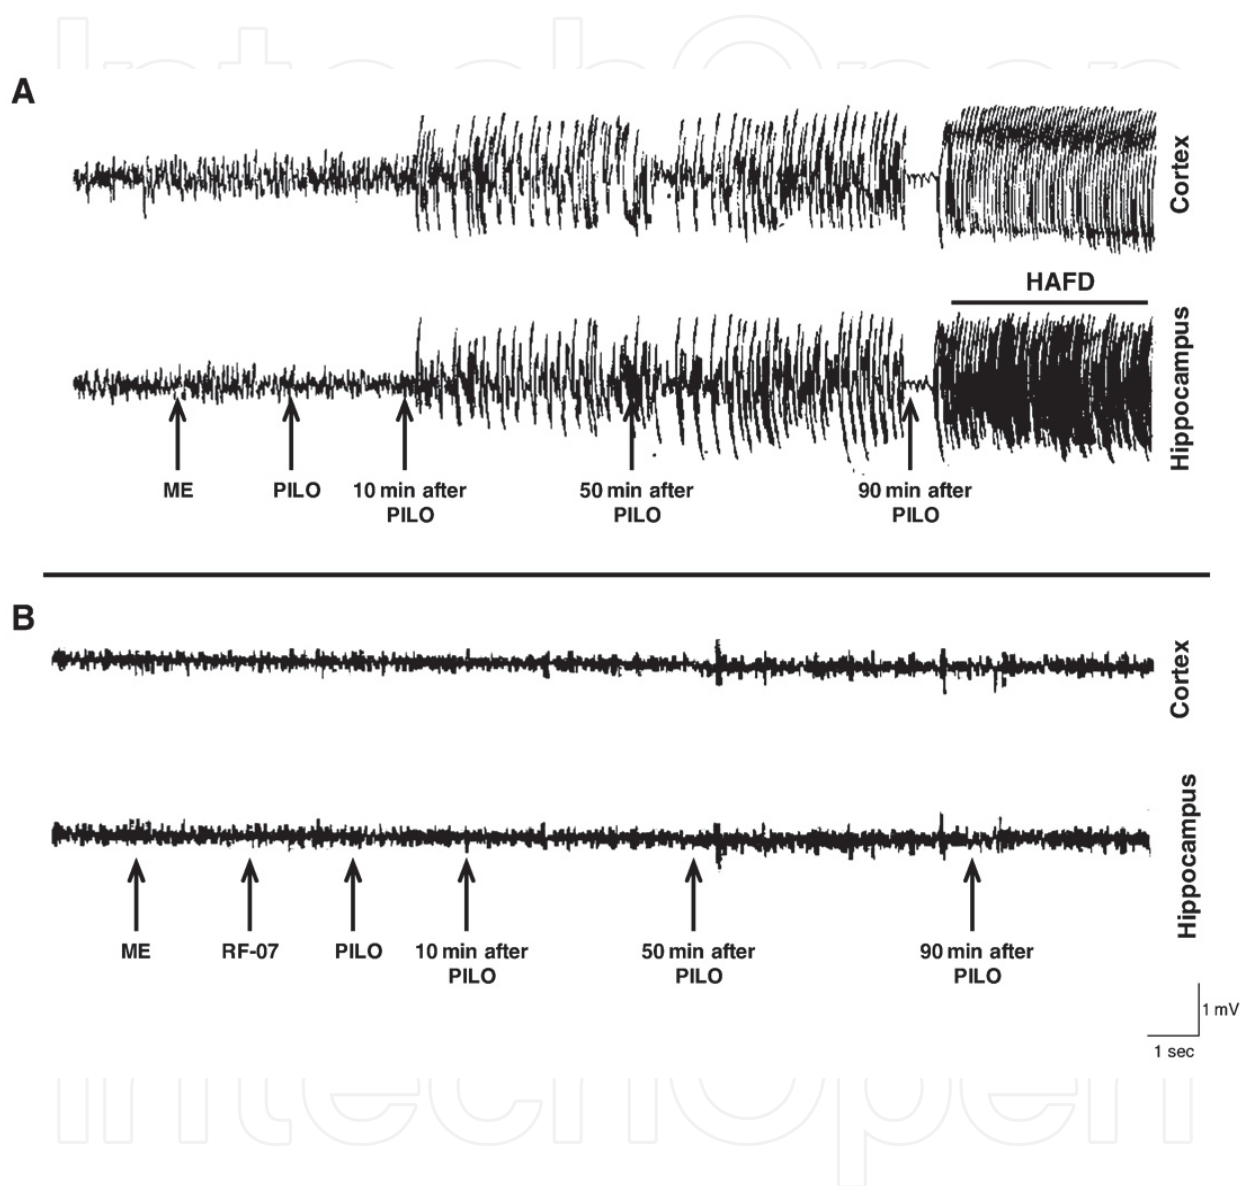 IntechOpen
A
Cortex
HAFD
Hippocampus
ME
PILO
10 min after
PILO
50 min after
PILO
90 min after
PILO
B
Cortex
Hippocampus
ME
RF-07
PILO
10 min after
PILO
50 min after
PILO
90 min after
PILO
1 mV
1 sec
IntechOpen